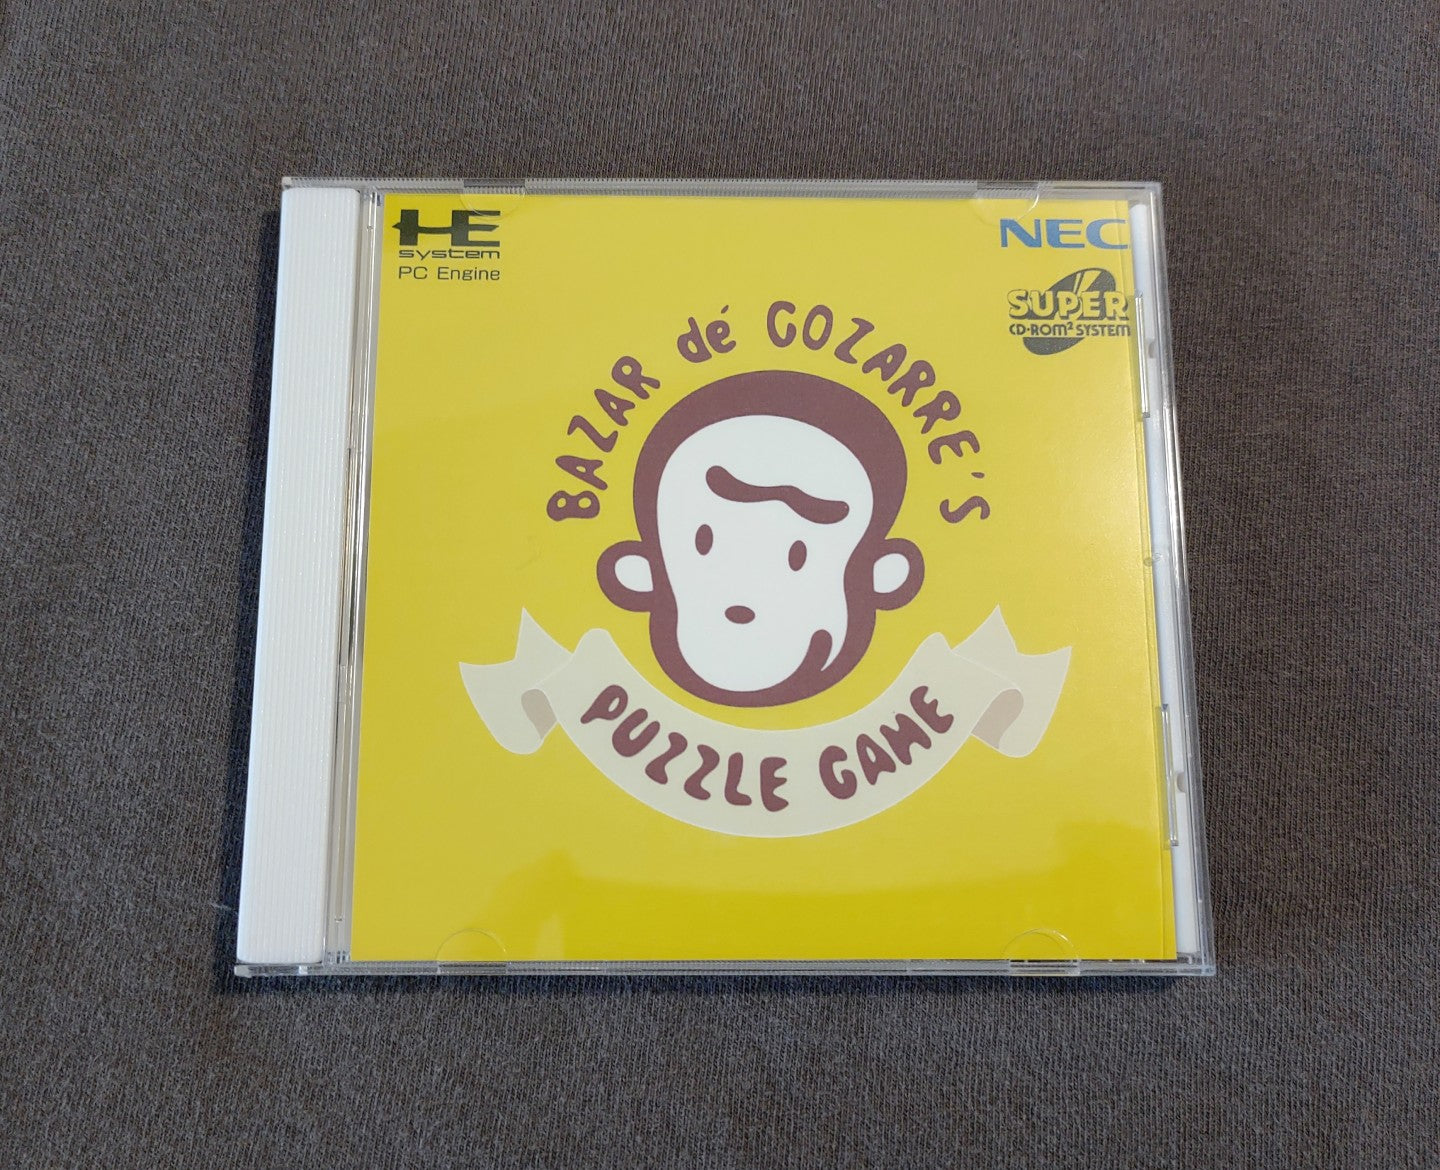 HE
system
PC Engine
NEC
SUPER
CD-ROM² SYSTEM
BAZAR dé GOZARRE'S
PUZZLE GAME